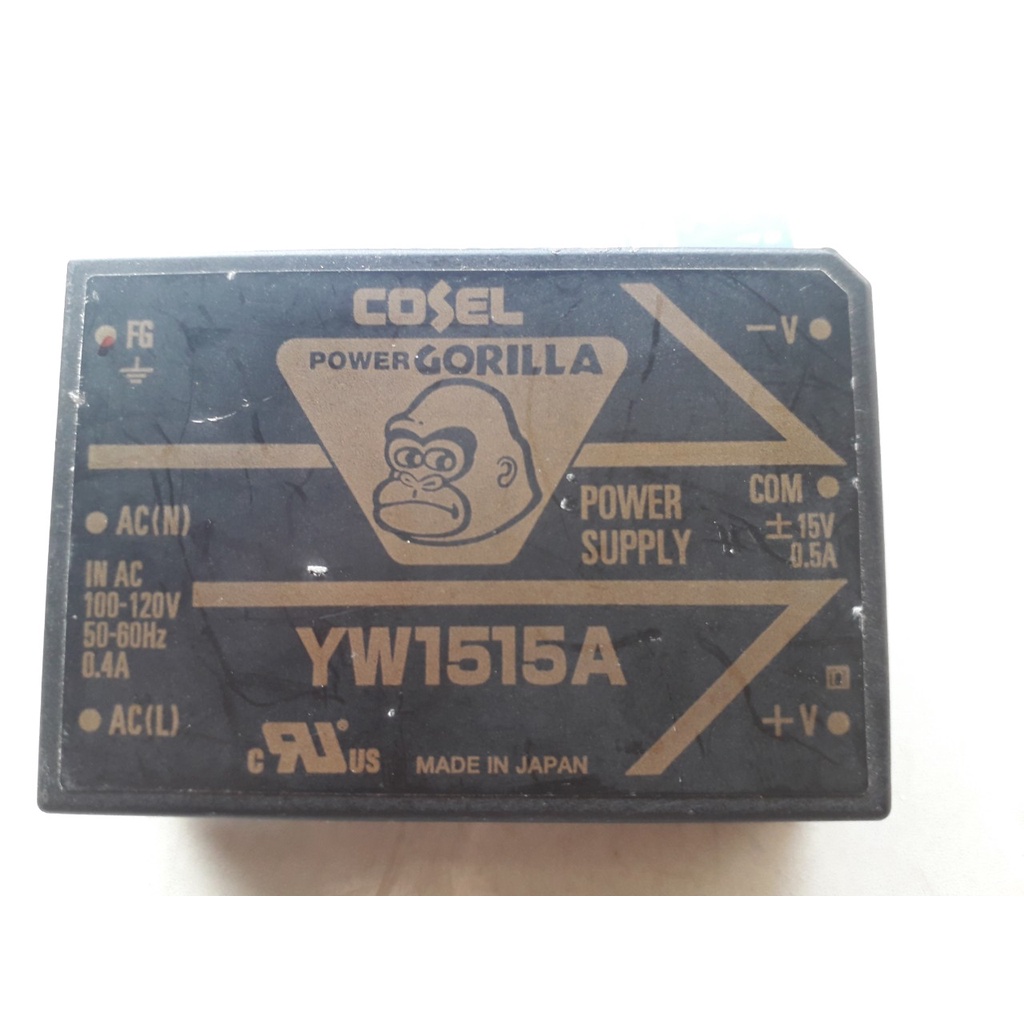 COSEL
POWER GORILLA
FG
−V
COM
±15V
0.5A
POWER
SUPPLY
AC(N)
IN AC
100-120V
50-60Hz
0.4A
YW1515A
AC(L)
+V
c RU® US
MADE IN JAPAN